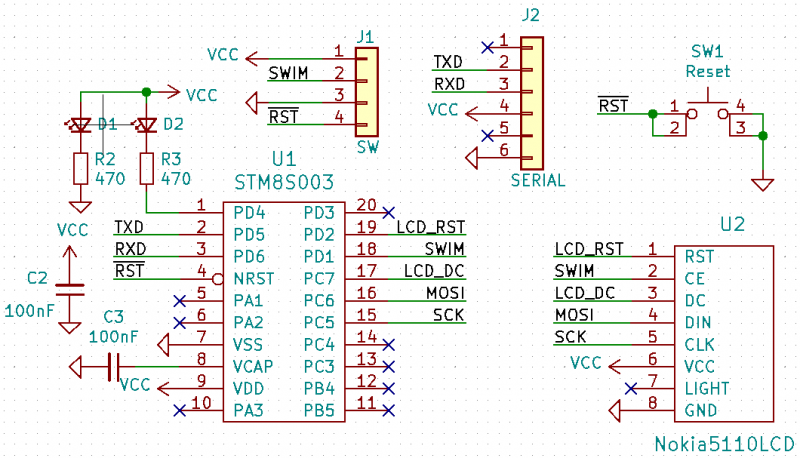 J1
VCC 1
SWIM 2
3
RST 4
SW
J2
1
TXD 2
RXD 3
VCC 4
5
6
SERIAL
SW1
Reset
RST 1 4
2 3
VCC
D1 D2
R2 R3
470 470
U1
STM8S003
1 PD4 PD3 20
TXD 2 PD5 PD2 19 LCD_RST
RXD 3 PD6 PD1 18 SWIM
RST 4 NRST PC7 17 LCD_DC
5 PA1 PC6 16 MOSI
6 PA2 PC5 15 SCK
7 VSS PC4 14
8 VCAP PC3 13
VCC 9 VDD PB4 12
10 PA3 PB5 11
VCC
C2
100nF
C3
100nF
U2
LCD_RST 1 RST
SWIM 2 CE
LCD_DC 3 DC
MOSI 4 DIN
SCK 5 CLK
VCC 6 VCC
7 LIGHT
8 GND
Nokia5110LCD